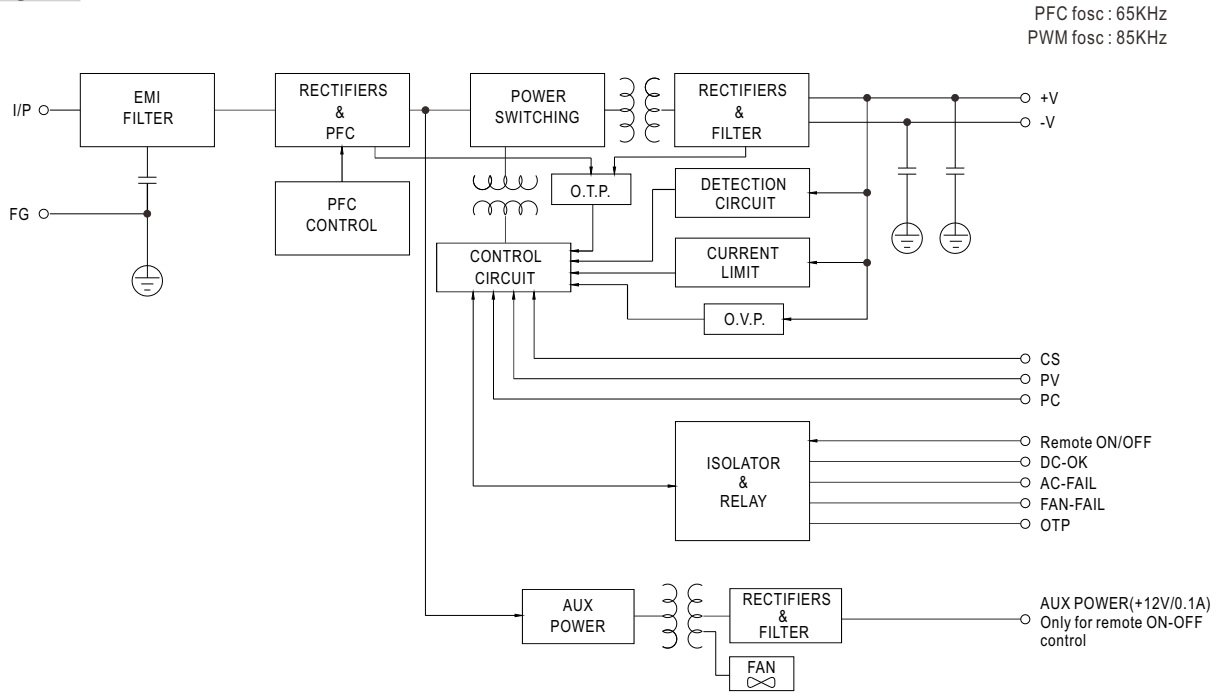 PFC fosc : 65KHz
PWM fosc : 85KHz
I/P
EMI
FILTER
RECTIFIERS
&
PFC
POWER
SWITCHING
RECTIFIERS
&
FILTER
+V
-V
FG
PFC
CONTROL
O.T.P.
DETECTION
CIRCUIT
CONTROL
CIRCUIT
CURRENT
LIMIT
O.V.P.
CS
PV
PC
ISOLATOR
&
RELAY
Remote ON/OFF
DC-OK
AC-FAIL
FAN-FAIL
OTP
AUX
POWER
RECTIFIERS
&
FILTER
AUX POWER(+12V/0.1A)
Only for remote ON-OFF
control
FAN